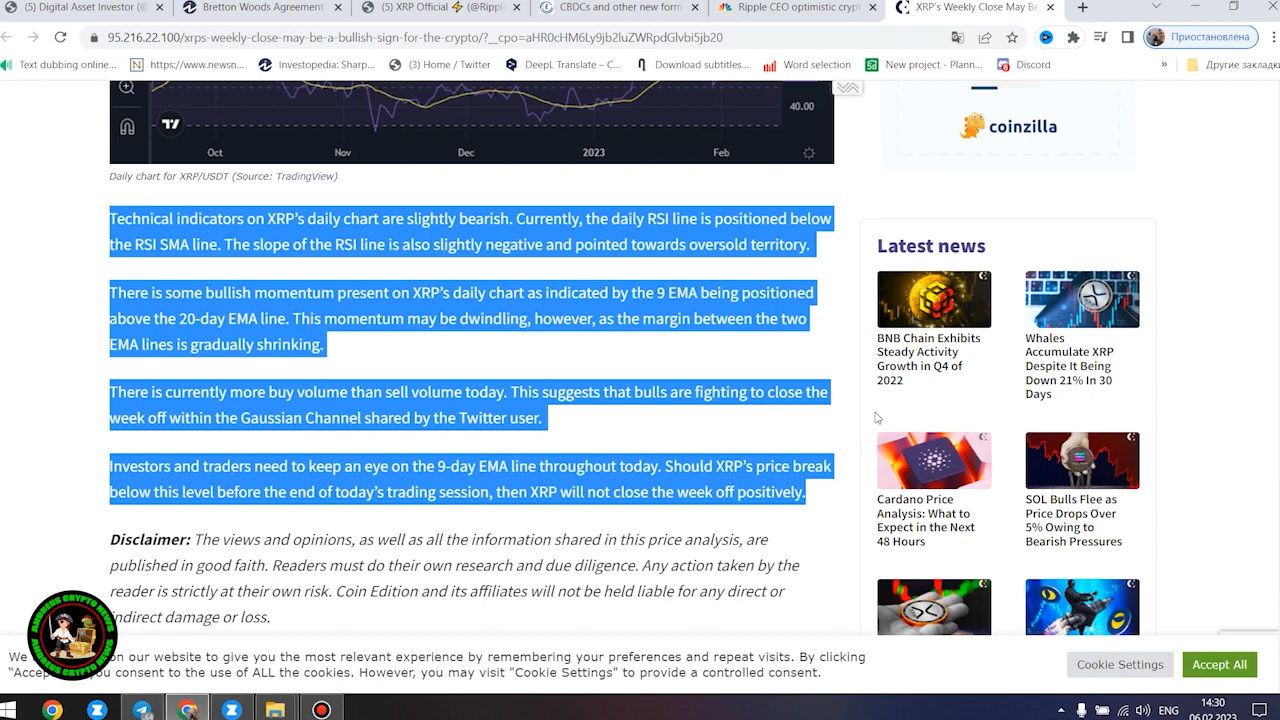 (5) Digital Asset Investor (@
Bretton Woods Agreement
(5) XRP Official ⚡ (@Ripple
CBDCs and other new form
Ripple CEO optimistic crypt
XRP's Weekly Close May Be
95.216.22.100/xrps-weekly-close-may-be-a-bullish-sign-for-the-crypto/?__cpo=aHR0cHM6Ly9jb2luZWRpdGlvbi5jb20
Приостановлена
Text dubbing online...
https://www.newsn...
Investopedia: Sharp...
(3) Home / Twitter
DeepL Translate – C...
Download subtitles...
Word selection
New project - Plann...
Discord
»
Другие закладки
40.00
Oct
Nov
Dec
2023
Feb
coinzilla
Daily chart for XRP/USDT (Source: TradingView)
Technical indicators on XRP's daily chart are slightly bearish. Currently, the daily RSI line is positioned below
the RSI SMA line. The slope of the RSI line is also slightly negative and pointed towards oversold territory.
There is some bullish momentum present on XRP's daily chart as indicated by the 9 EMA being positioned
above the 20-day EMA line. This momentum may be dwindling, however, as the margin between the two
EMA lines is gradually shrinking.
There is currently more buy volume than sell volume today. This suggests that bulls are fighting to close the
week off within the Gaussian Channel shared by the Twitter user.
Investors and traders need to keep an eye on the 9-day EMA line throughout today. Should XRP's price break
below this level before the end of today's trading session, then XRP will not close the week off positively.
Disclaimer: The views and opinions, as well as all the information shared in this price analysis, are
published in good faith. Readers must do their own research and due diligence. Any action taken by the
reader is strictly at their own risk. Coin Edition and its affiliates will not be held liable for any direct or
indirect damage or loss.
Latest news
BNB Chain Exhibits
Steady Activity
Growth in Q4 of
2022
Whales
Accumulate XRP
Despite It Being
Down 21% In 30
Days
Cardano Price
Analysis: What to
Expect in the Next
48 Hours
SOL Bulls Flee as
Price Drops Over
5% Owing to
Bearish Pressures
ANDREUS CRYPTO NEWS
ANDREUS CRYPTO NEWS
on our website to give you the most relevant experience by remembering your preferences and repeat visits. By clicking
you consent to the use of ALL the cookies. However, you may visit "Cookie Settings" to provide a controlled consent.
Cookie Settings
Accept All
ENG
14:30
06.02.2023